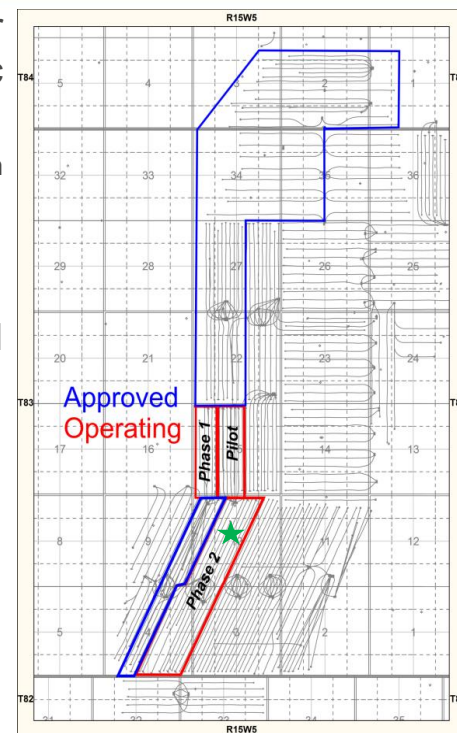 R15W5
T84 5 4 3 2 1
32 33 34 36
29 28 27 26 25
20 21 22 23 24
T83
Approved
Operating
17 16 Phase 1 Pilot 14 13
8 9 11 12
Phase 2
5 4 3 2 1
T82
R15W5